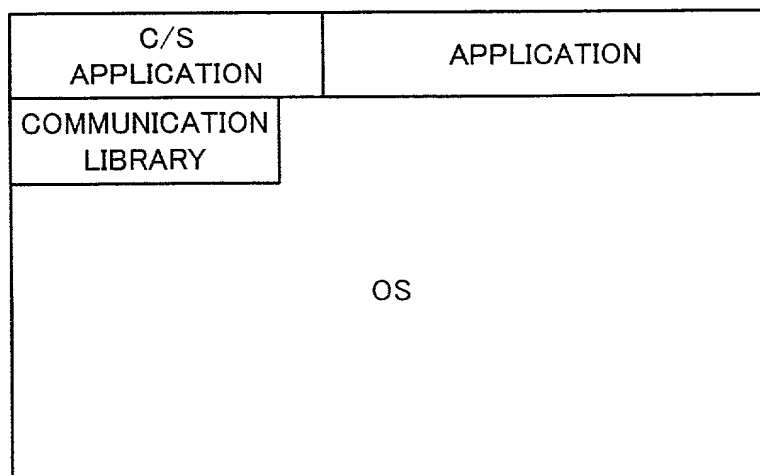 C/S
APPLICATION
APPLICATION
COMMUNICATION
LIBRARY
OS